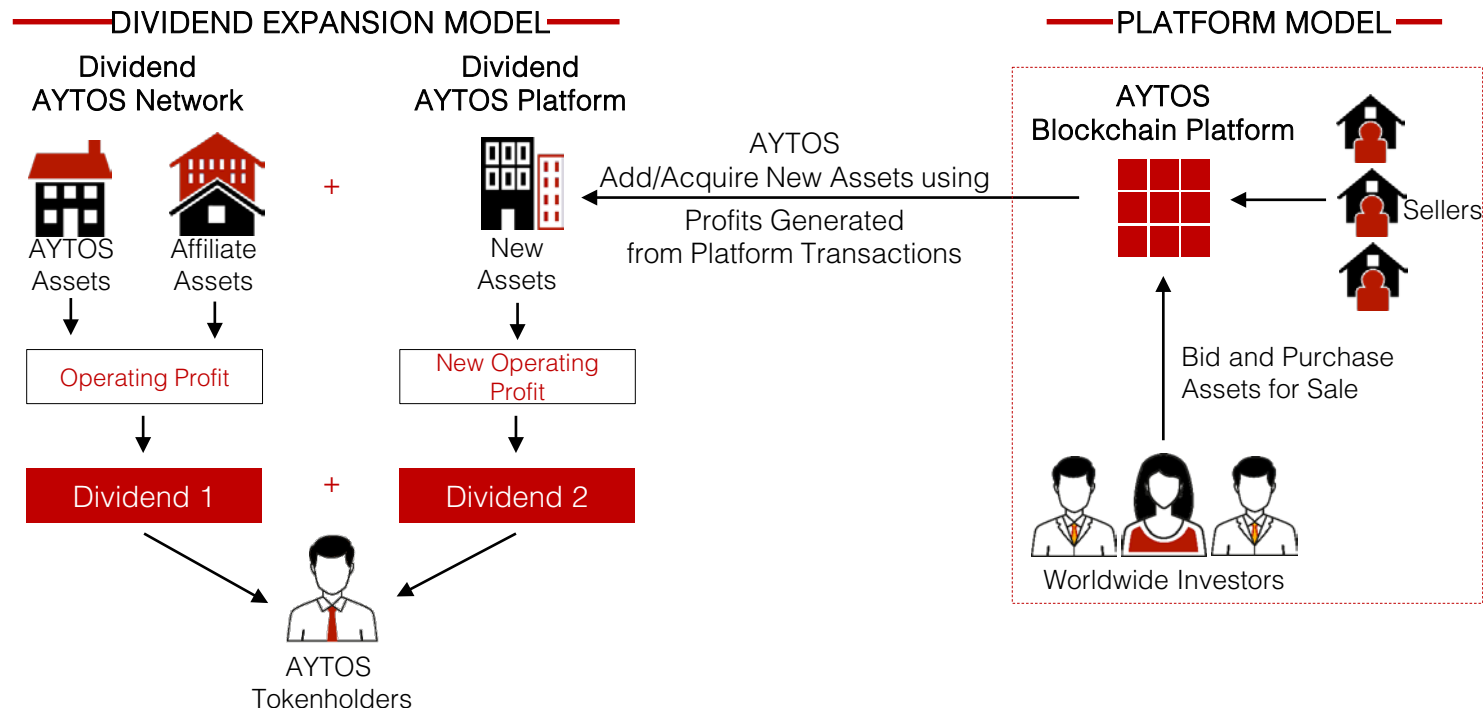 DIVIDEND EXPANSION MODEL
Dividend
AYTOS Network
Dividend
AYTOS Platform
+
AYTOS
Assets
Affiliate
Assets
New
Assets
Operating Profit
New Operating
Profit
Dividend 1
+
Dividend 2
AYTOS
Tokenholders
AYTOS
Add/Acquire New Assets using
Profits Generated
from Platform Transactions
PLATFORM MODEL
AYTOS
Blockchain Platform
Sellers
Bid and Purchase
Assets for Sale
Worldwide Investors